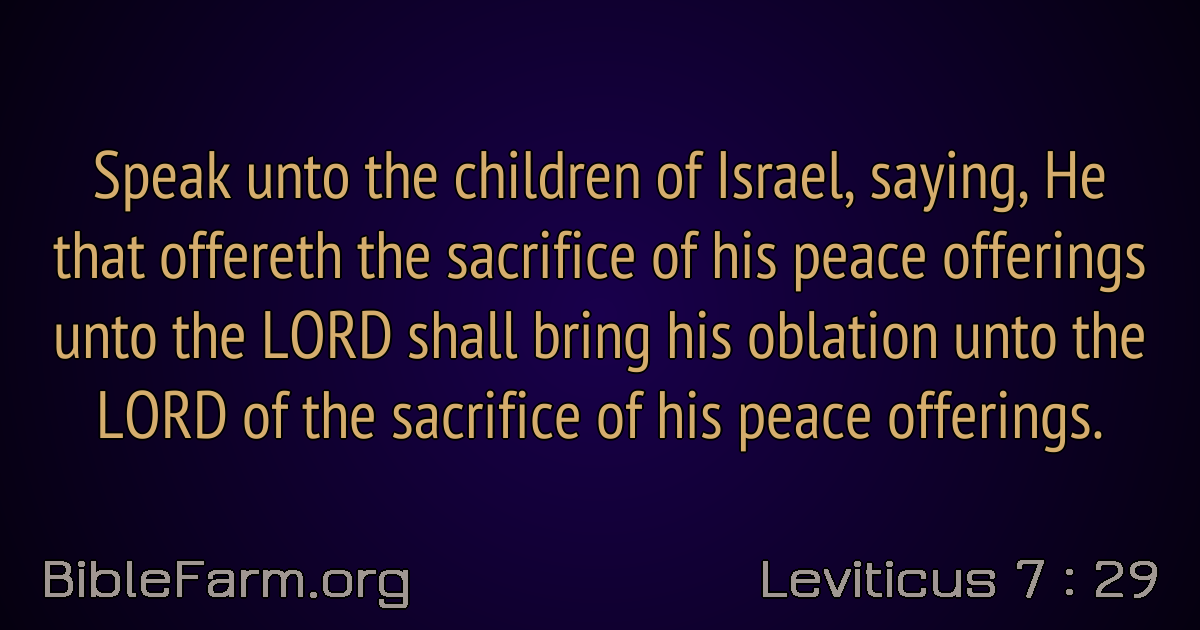 Speak unto the children of Israel, saying, He
that offereth the sacrifice of his peace offerings
unto the LORD shall bring his oblation unto the
LORD of the sacrifice of his peace offerings.
BibleFarm.org
Leviticus 7 : 29